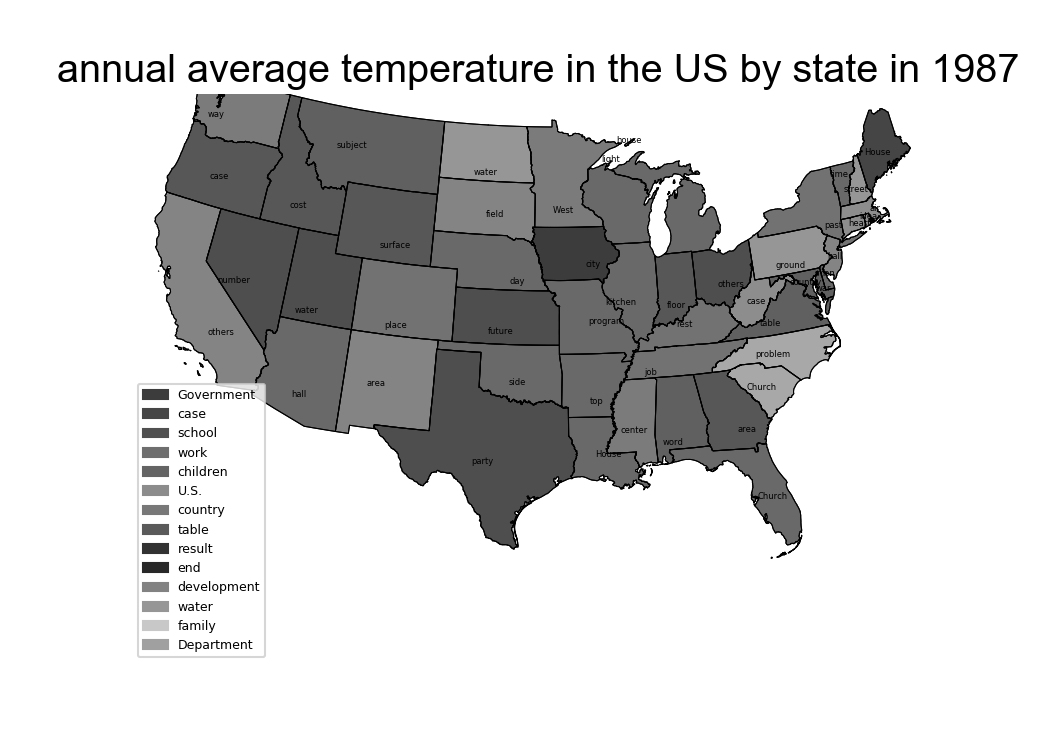 annual average temperature in the US by state in 1987
way
subject
house
light
House
case
water
time
cost
field
West
street
air
surface
past
heart
number
day
city
ground
others
case
water
place
kitchen
floor
table
others
future
program
rest
problem
hall
area
side
top
job
Church
center
word
area
party
House
Church
Government
case
school
work
children
U.S.
country
table
result
end
development
water
family
Department